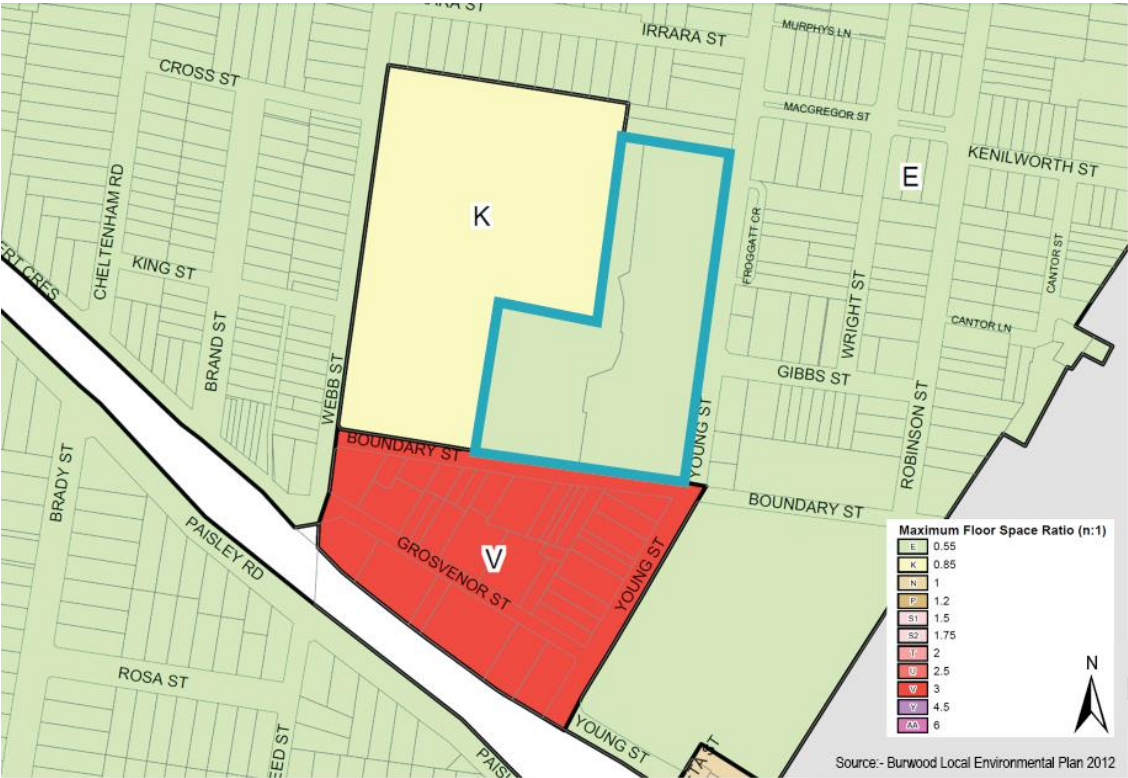 IRRARA ST
MURPHYS LN
CROSS ST
MACGREGOR ST
KENILWORTH ST
E
K
CHELTENHAM RD
FROGGATT CR
CANTOR ST
KING ST
WRIGHT ST
CANTOR LN
BRAND ST
WEBB ST
GIBBS ST
YOUNG ST
ROBINSON ST
BOUNDARY ST
BOUNDARY ST
BRADY ST
PAISLEY RD
GROSVENOR ST
V
YOUNG ST
ROSA ST
YOUNG ST
Maximum Floor Space Ratio (n:1)
E 0.55
K 0.85
N 1
P 1.2
S1 1.5
S2 1.75
T 2
U 2.5
V 3
Y 4.5
AA 6
N
Source:- Burwood Local Environmental Plan 2012